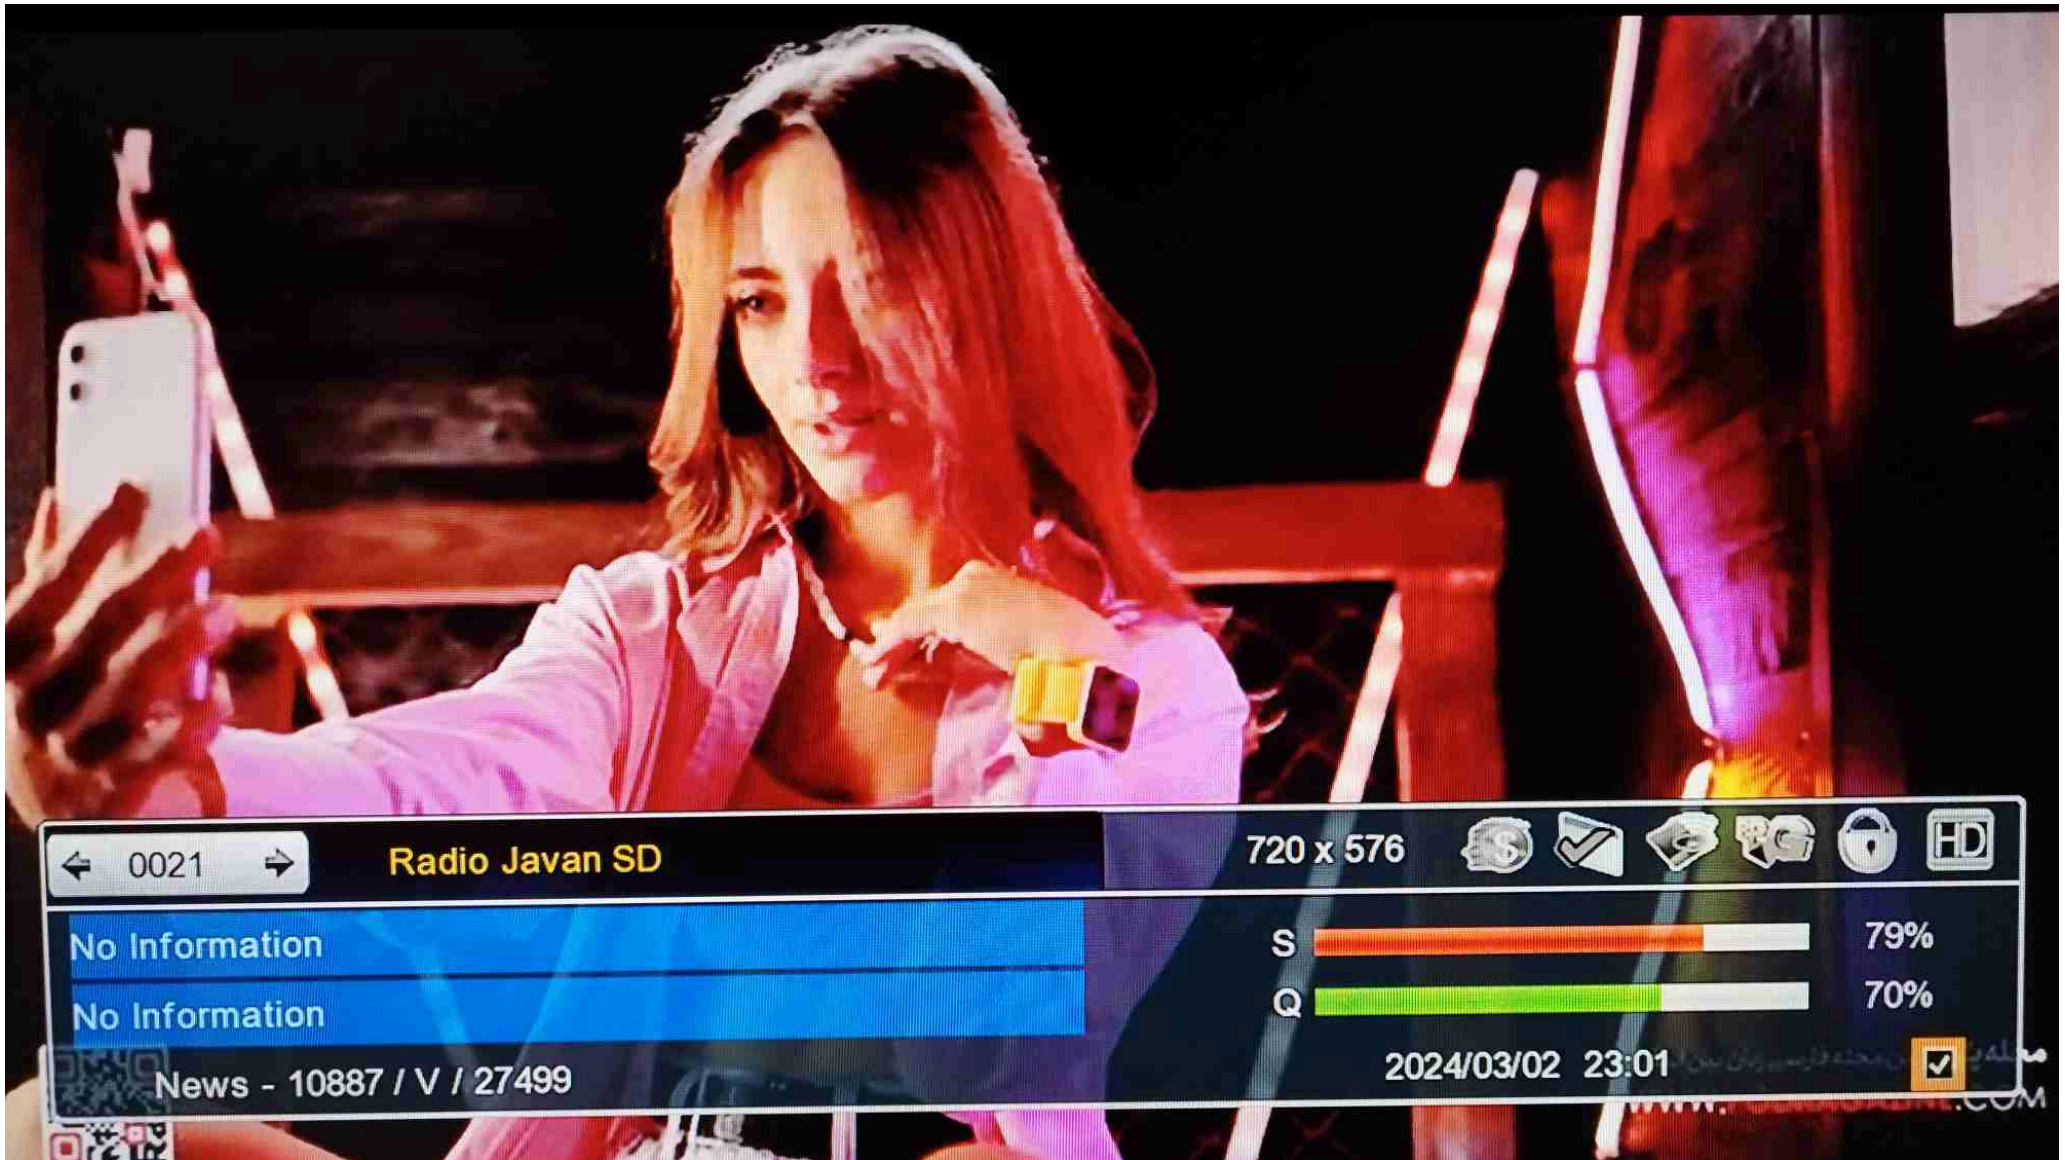 0021
Radio Javan SD
720 x 576
HD
No Information
S 79%
No Information
Q 70%
News - 10887 / V / 27499
2024/03/02 23:01